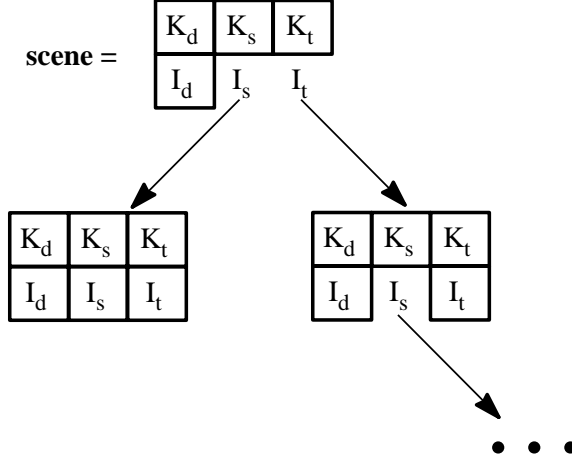 K_d K_s K_t
scene =
I_d I_s I_t
K_d K_s K_t
I_d I_s I_t
K_d K_s K_t
I_d I_s I_t
• • •